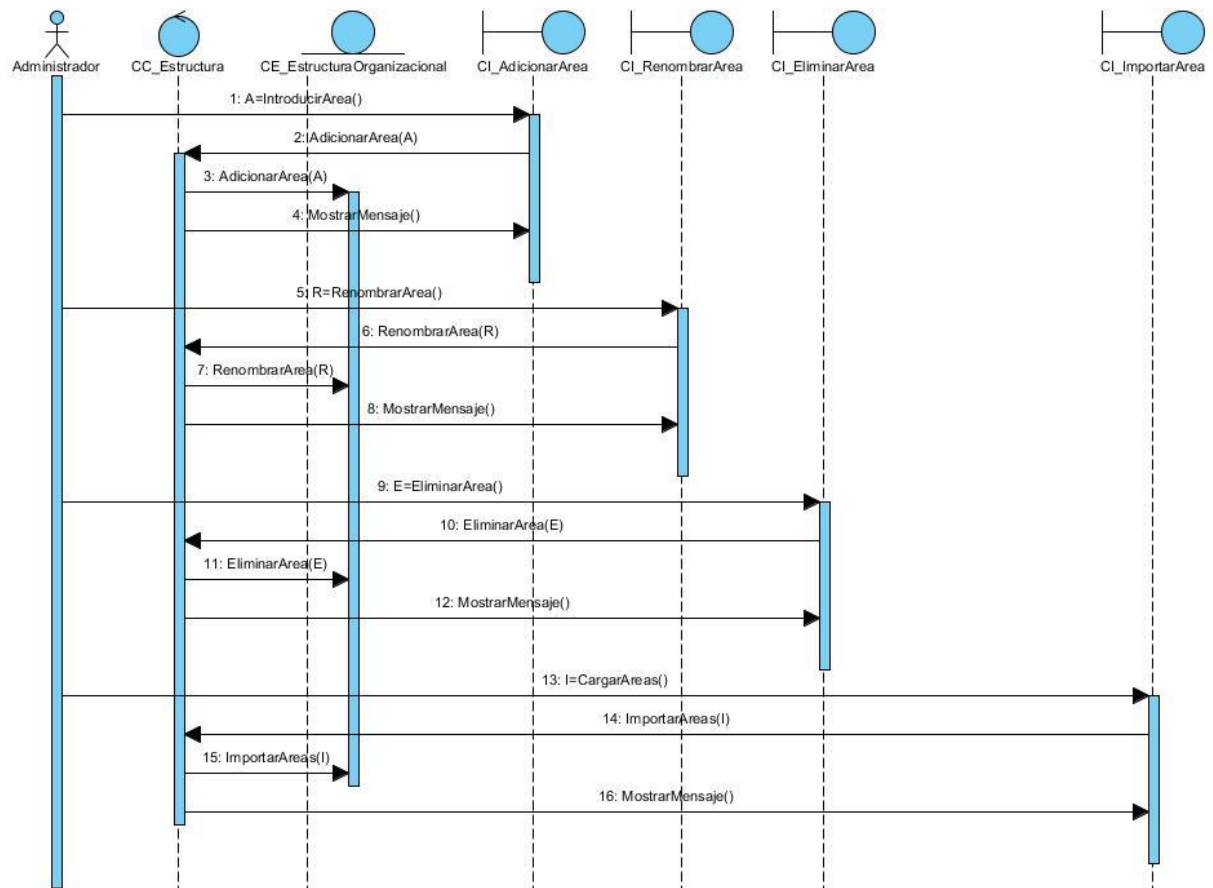 Administrador
CC_Estructura
CE_EstructuraOrganizacional
CI_AdicionarArea
CI_RenombrarArea
CI_EliminarArea
CI_ImportarArea
1: A=IntroducirArea()
2: AdicionarArea(A)
3: AdicionarArea(A)
4: MostrarMensaje()
5: R=RenombrarArea()
6: RenombrarArea(R)
7: RenombrarArea(R)
8: MostrarMensaje()
9: E=EliminarArea()
10: EliminarArea(E)
11: EliminarArea(E)
12: MostrarMensaje()
13: I=CargarAreas()
14: ImportarAreas(I)
15: ImportarAreas(I)
16: MostrarMensaje()